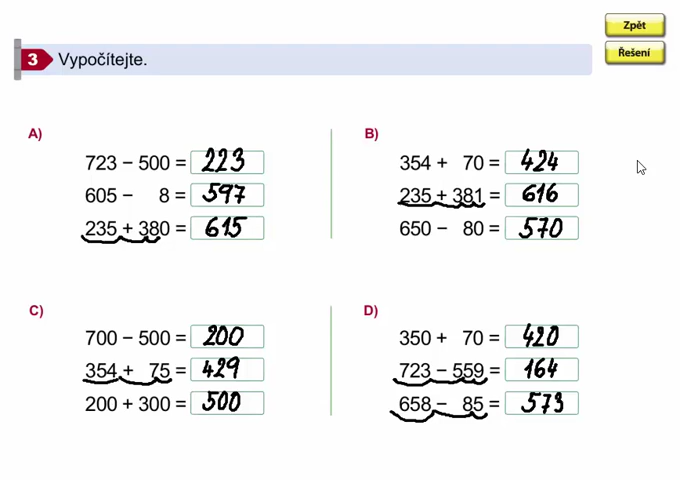 Zpět
3 Vypočítejte.
Řešení
A)
723 − 500 = 223
605 − 8 = 597
235 + 380 = 615
B)
354 + 70 = 424
235 + 381 = 616
650 − 80 = 570
C)
700 − 500 = 200
354 + 75 = 429
200 + 300 = 500
D)
350 + 70 = 420
723 − 559 = 164
658 − 85 = 573